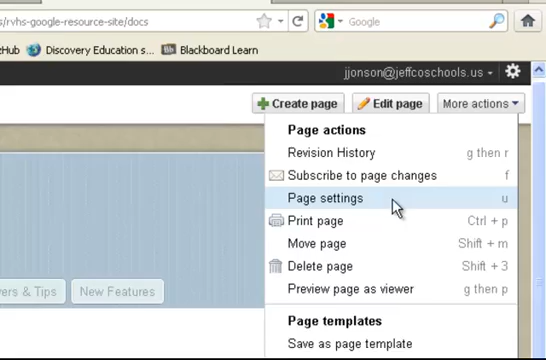 s/rvhs-google-resource-site/docs
Google
Hub Discovery Education s... Blackboard Learn
jjonson@jeffcoschools.us
Create page Edit page More actions
Page actions
Revision History g then r
Subscribe to page changes f
Page settings u
Print page Ctrl + p
Move page Shift + m
Delete page Shift + 3
Preview page as viewer g then p
ers & Tips New Features
Page templates
Save as page template